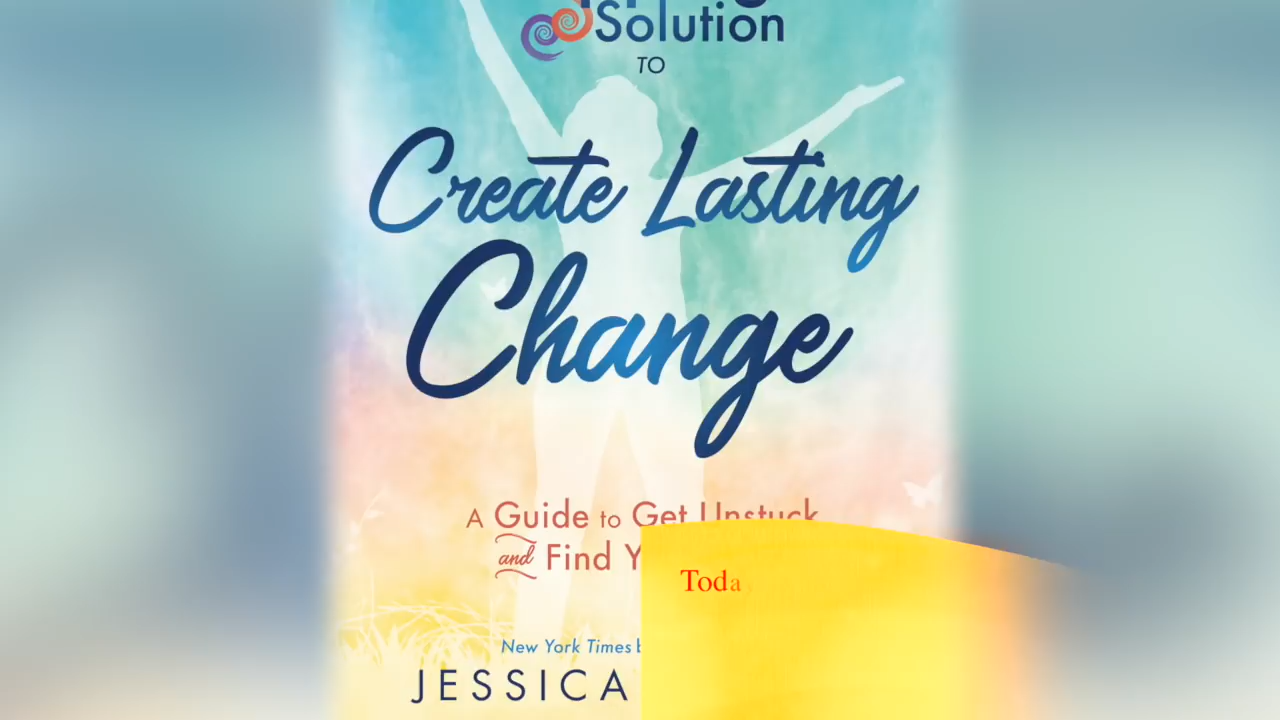 Solution
TO
Create Lasting
Change
A Guide to Get Unstuck
and Find
Toda
New York Times
JESSICA